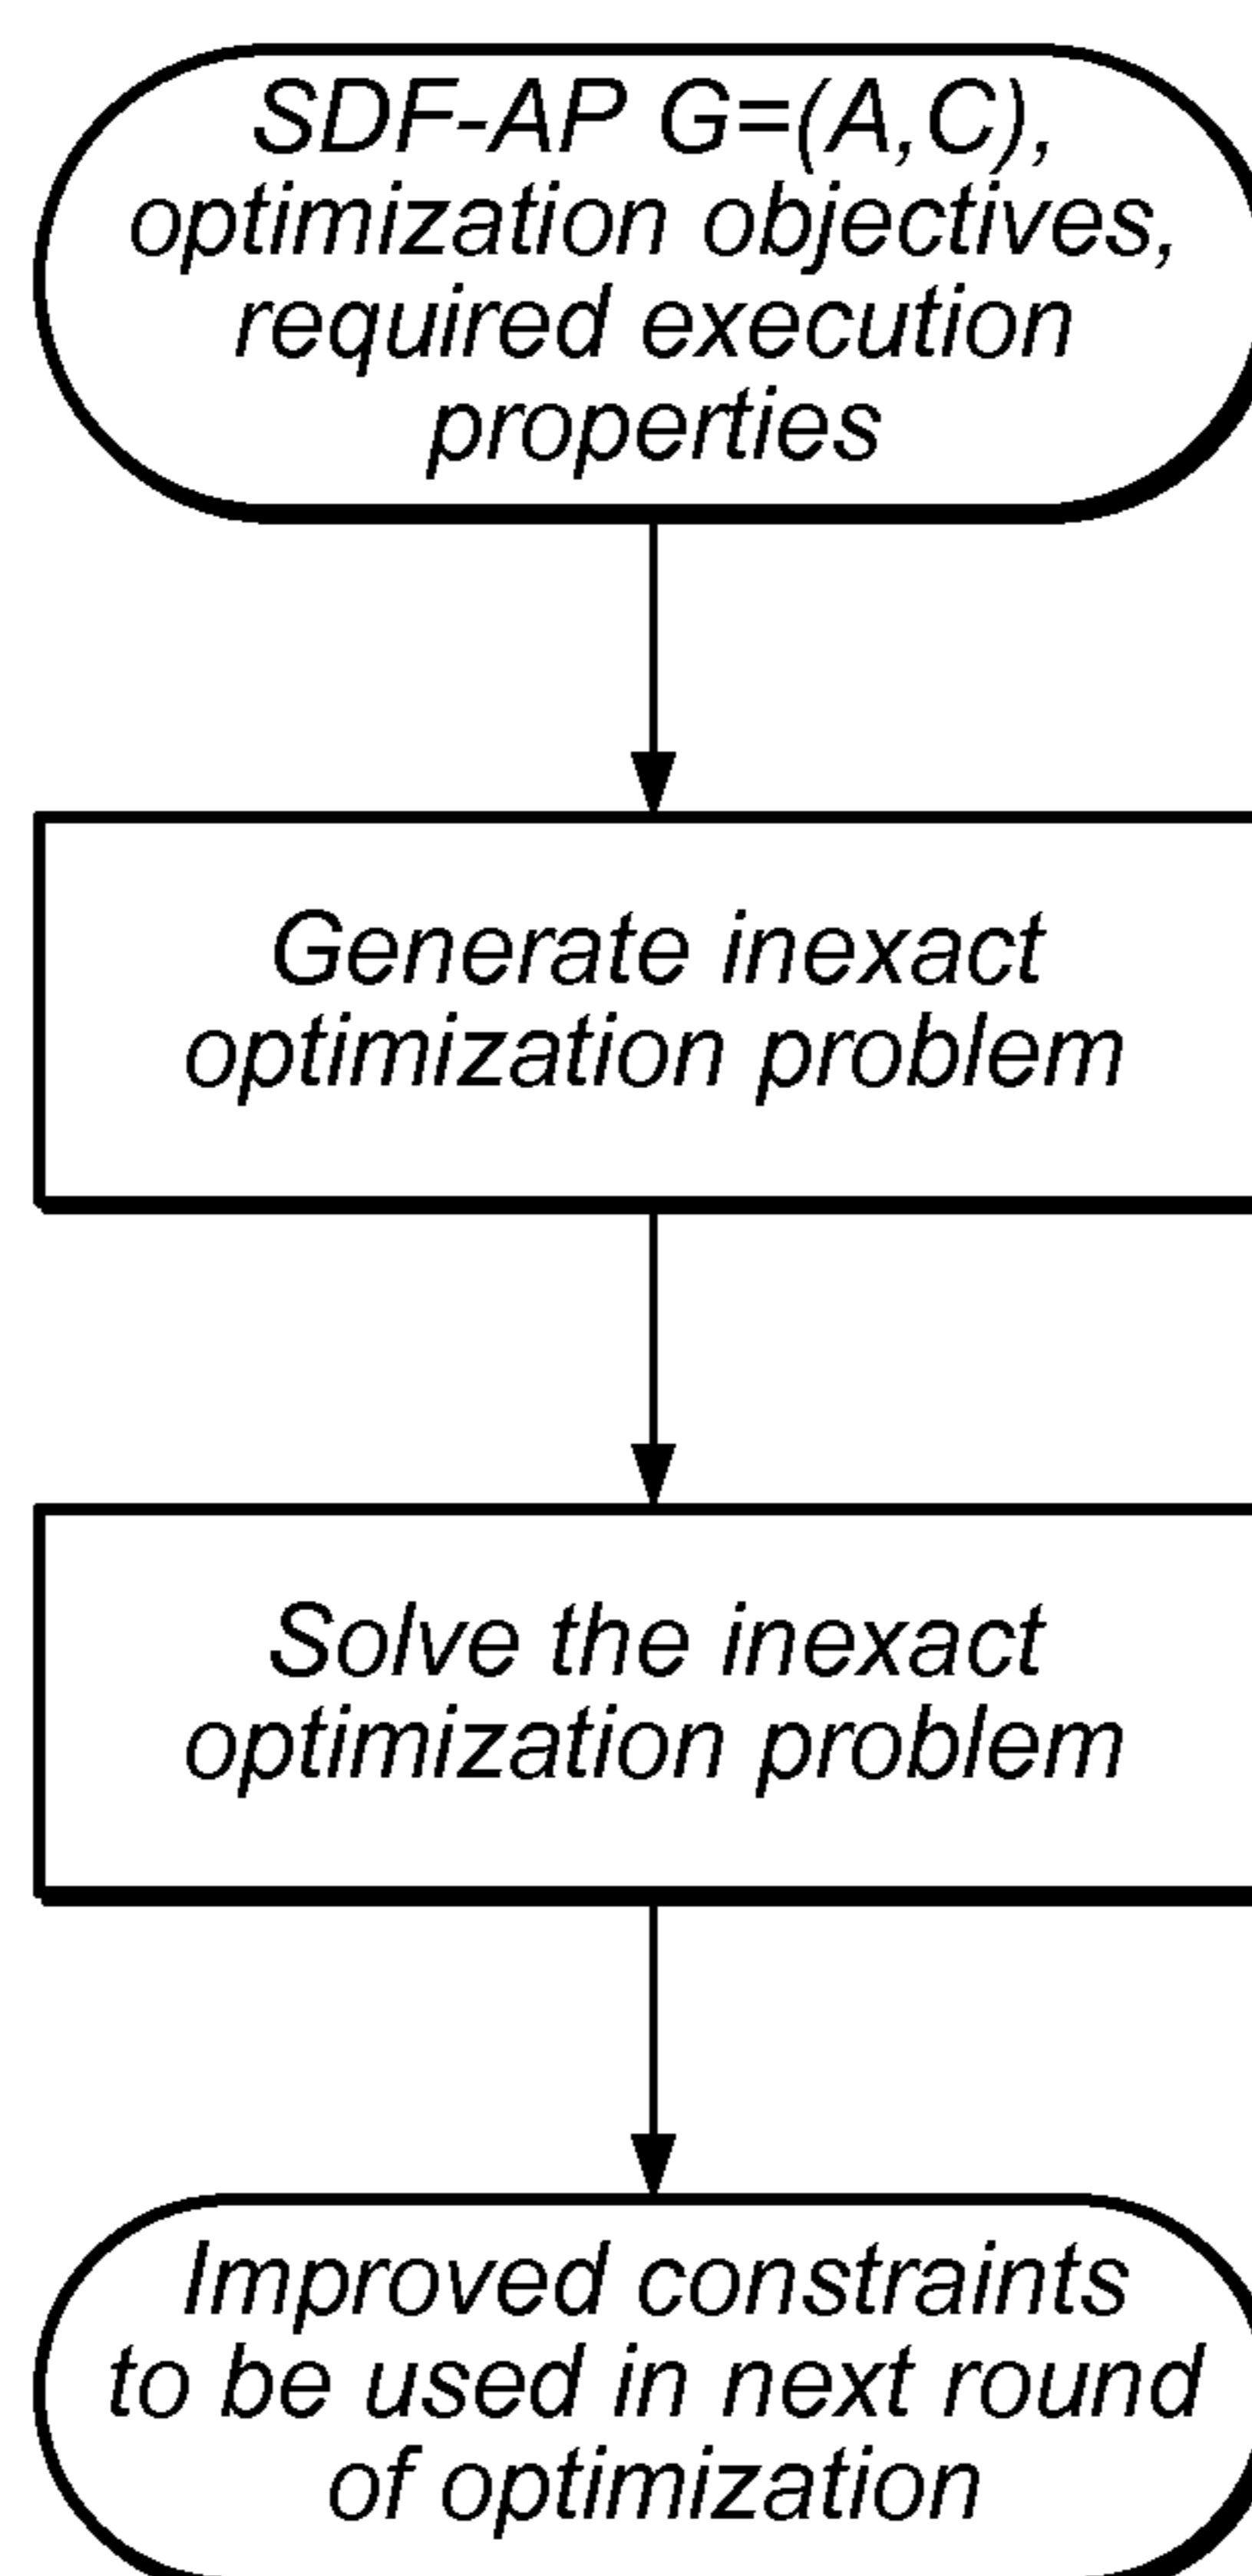 SDF-AP G=(A,C),
optimization objectives,
required execution
properties
Generate inexact
optimization problem
Solve the inexact
optimization problem
Improved constraints
to be used in next round
of optimization